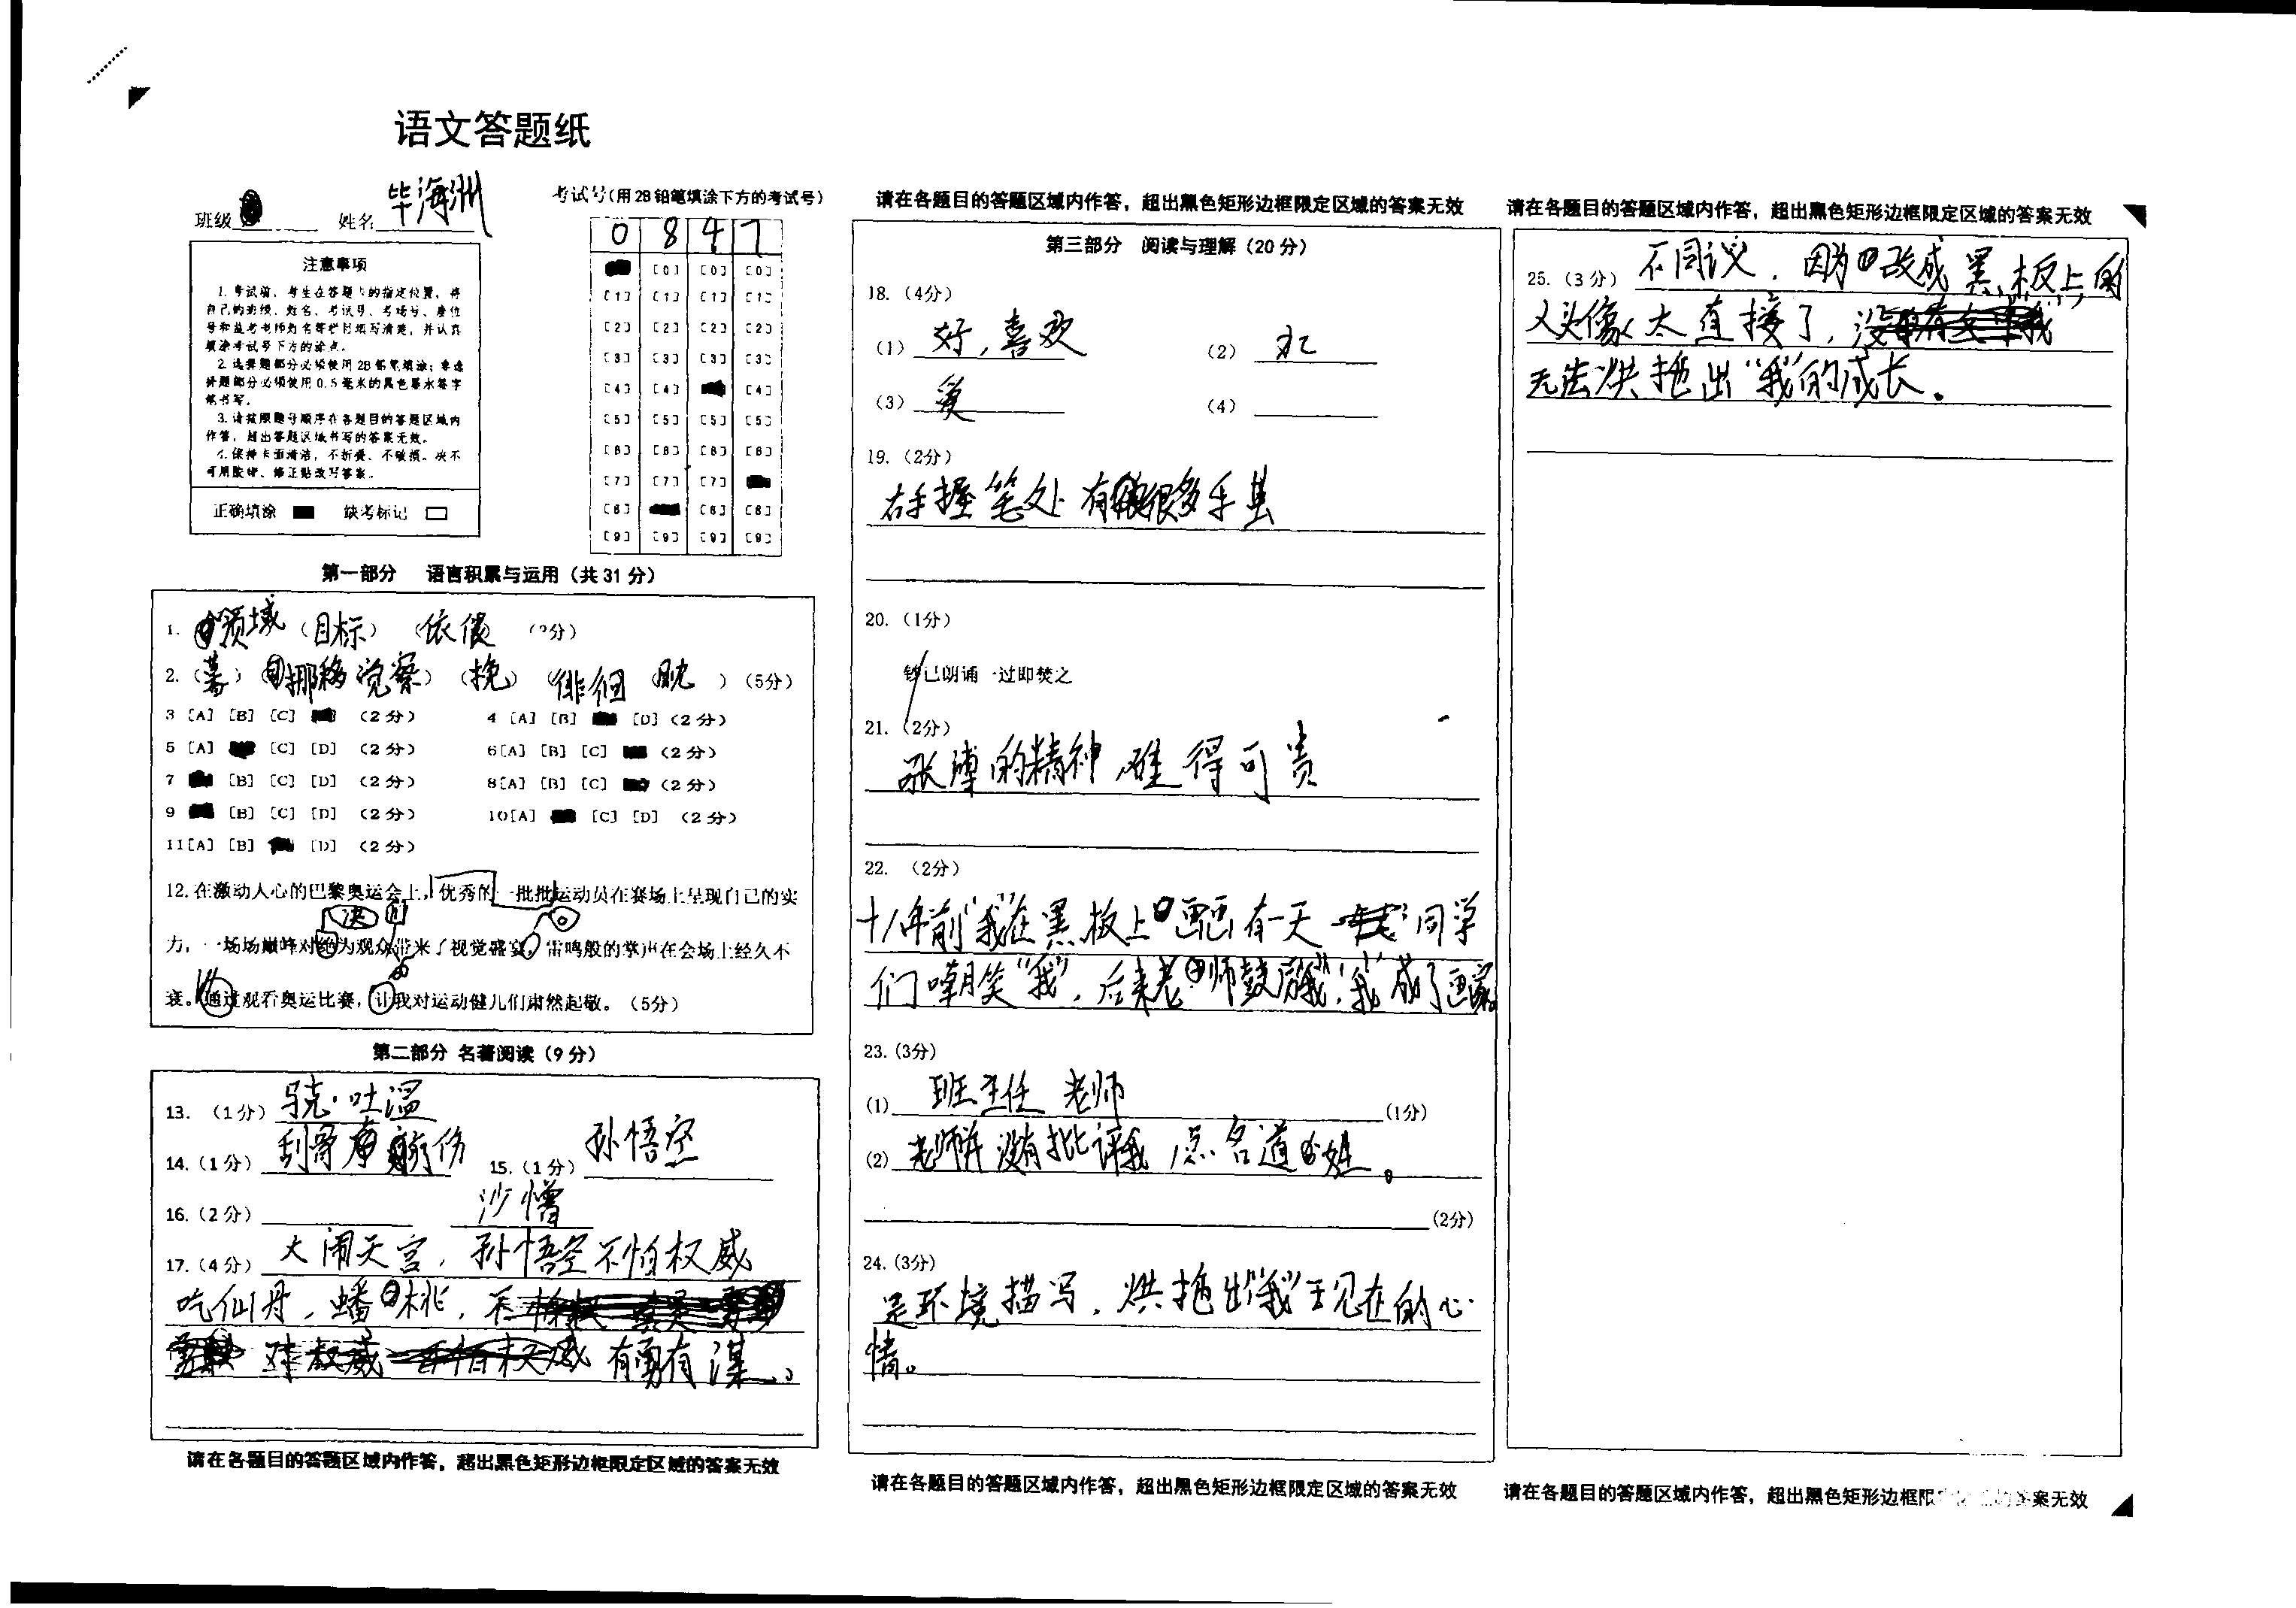 语文答题纸
班级 姓名 毕海洲
考试号(用2B铅笔填涂下方的考试号)
0 8 4 7
[0] [0] [0]
[1] [1] [1] [1]
[2] [2] [2] [2]
[3] [3] [3] [3]
[4] [4] [4]
[5] [5] [5] [5]
[6] [6] [6] [6]
[7] [7] [7]
[8] [8] [8]
[9] [9] [9] [9]
注意事项
1. 考试前，考生在答题卡的指定位置，将
自己的班级、姓名、考试号、考场号、座位
号和监考老师姓名等栏目填写清楚，并认真
填涂考试号下方的涂点。
2. 选择题部分必须使用2B铅笔填涂；非选
择题部分必须使用0.5毫米的黑色墨水签字
笔书写。
3. 请按照题号顺序在各题目的答题区域内
作答，超出答题区域书写的答案无效。
4. 保持卡面清洁，不折叠、不破损。决不
可用胶带、修正贴改写答案。
正确填涂 缺考标记
第一部分 语言积累与运用（共31分）
1. 领域（目标）（依偎 （2分）
2.（蓦）挪移 觉察）（挽）（徘徊 ）（5分）
3 [A] [B] [C] （2分） 4 [A] [B] [D]（2分）
5 [A] [C] [D] （2分） 6[A] [B] [C] （2分）
7 [B] [C] [D] （2分） 8[A] [B] [C] （2分）
9 [B] [C] [D] （2分） 10[A] [C] [D] （2分）
11[A] [B] [D] （2分）
12. 在激动人心的巴黎奥运会上，优秀的一批批运动员在赛场上呈现自己的实
力，一场场巅峰对绝为观众带来了视觉盛宴，雷鸣般的掌声在会场上经久不
衰。通过观看奥运比赛，让我对运动健儿们肃然起敬。（5分）
第二部分 名著阅读（9分）
13. （1分）马克·吐温
14.（1分）刮骨疗伤 15.（1分）孙悟空
16.（2分） 沙憎
17.（4分）大闹天宫，孙悟空不怕权威
吃仙丹，蟠桃，不
有勇有谋。
请在各题目的答题区域内作答，超出黑色矩形边框限定区域的答案无效
请在各题目的答题区域内作答，超出黑色矩形边框限定区域的答案无效
第三部分 阅读与理解（20分）
18.（4分）
（1）好，喜欢 （2）
（3） （4）
19.（2分）
右手握笔处有很多手茧
20.（1分）
钞已朗诵一过即焚之
21.（2分）
张溥的精神，难得可贵
22. （2分）
十八年前“我”在黑板上画画有一天 同学
们嘲笑“我”，后来老师鼓励“我”，“我”成了画家。
23.(3分)
(1) 班主任 老师 (1分)
(2) 老师并没有批评我，点名道姓。
(2分)
24.(3分)
是环境描写，烘拖出“我”现在的心
情。
请在各题目的答题区域内作答，超出黑色矩形边框限定区域的答案无效
请在各题目的答题区域内作答，超出黑色矩形边框限定区域的答案无效
25.（3分）不同议，因为改成“黑板上的
头像”太直接了，
无法烘拖出“我”的成长。
请在各题目的答题区域内作答，超出黑色矩形边框限 答案无效